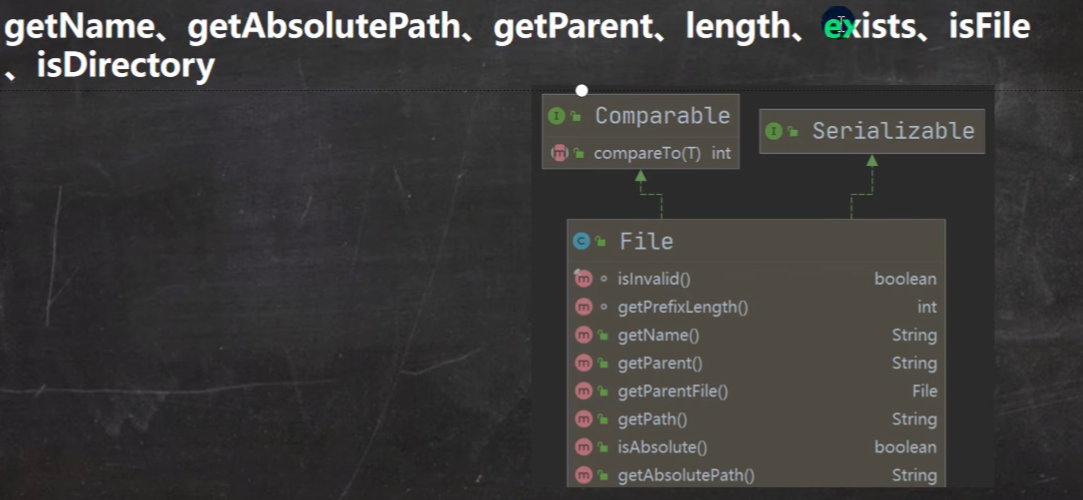 getName、getAbsolutePath、getParent、length、exists、isFile
、isDirectory
Comparable
compareTo(T) int
Serializable
File
isInvalid() boolean
getPrefixLength() int
getName() String
getParent() String
getParentFile() File
getPath() String
isAbsolute() boolean
getAbsolutePath() String